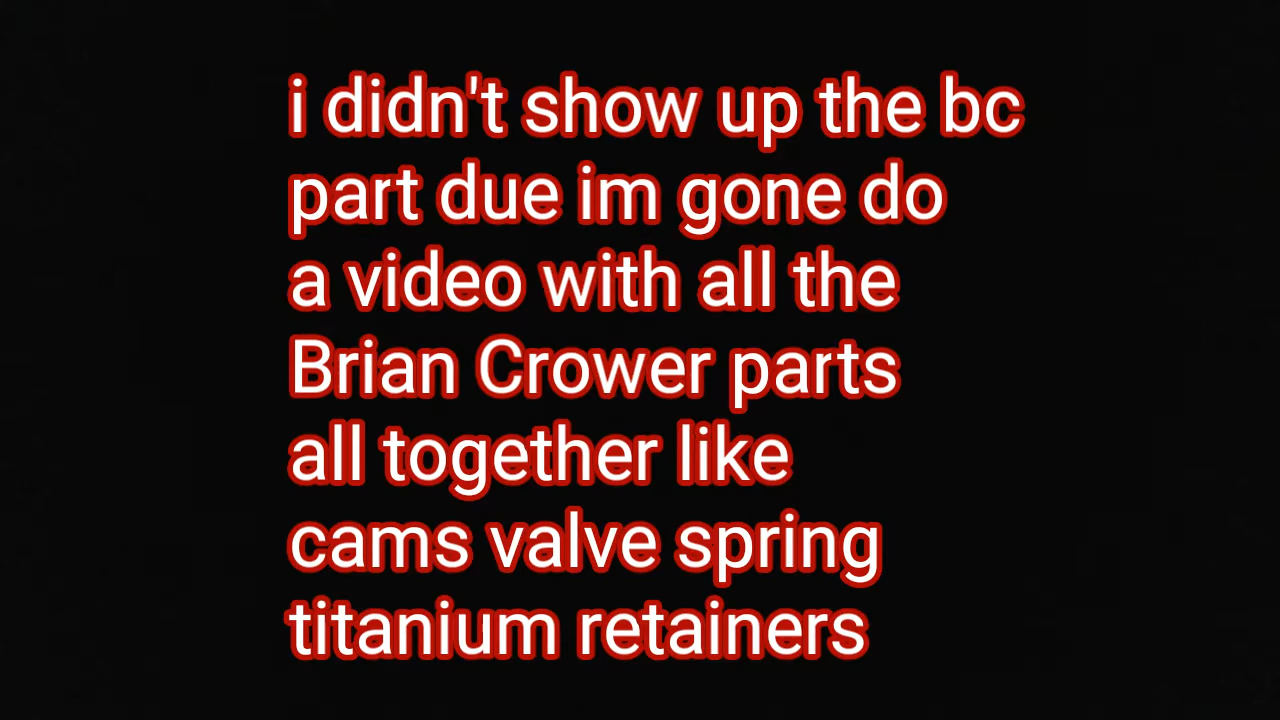 i didn't show up the bc
part due im gone do
a video with all the
Brian Crower parts
all together like
cams valve spring
titanium retainers